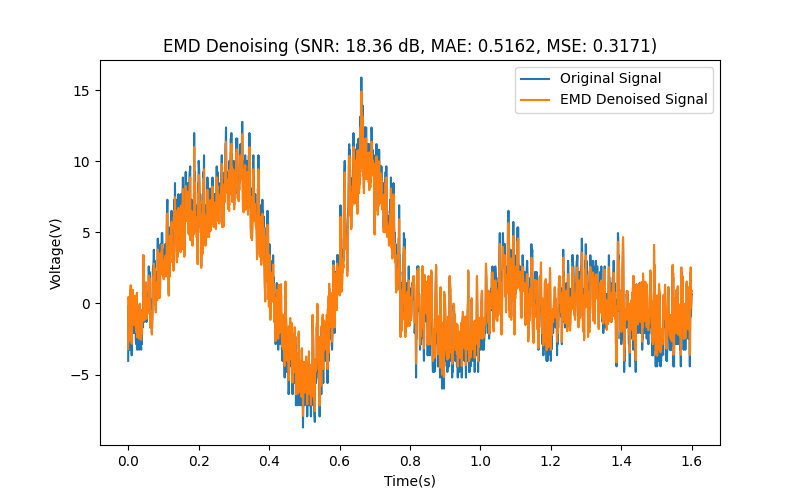 EMD Denoising (SNR: 18.36 dB, MAE: 0.5162, MSE: 0.3171)
Original Signal
EMD Denoised Signal
15
10
5
0
−5
Voltage(V)
0.0 0.2 0.4 0.6 0.8 1.0 1.2 1.4 1.6
Time(s)